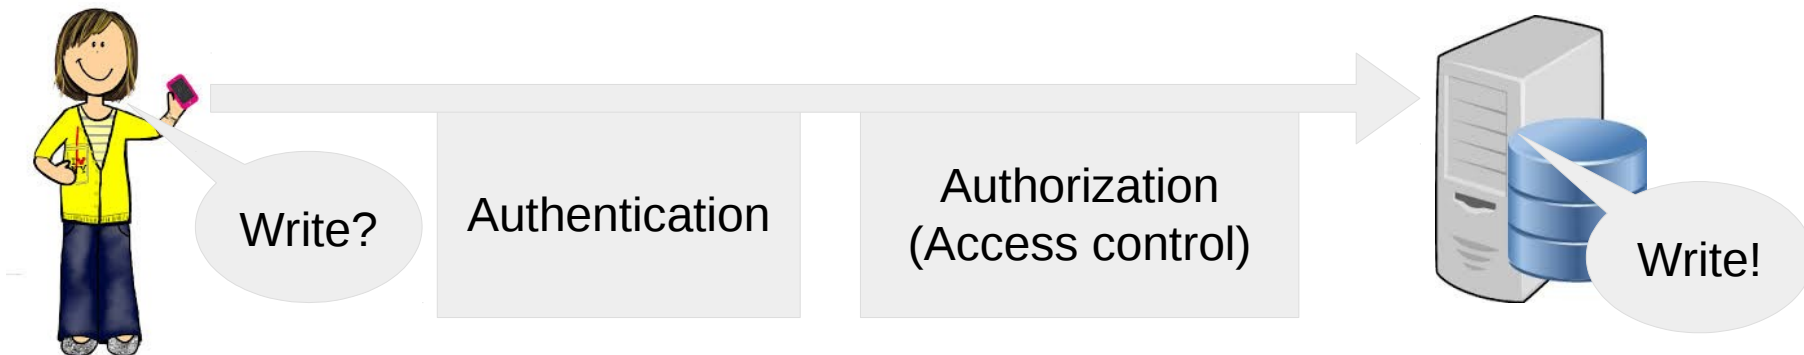 Write?
Authentication
Authorization
(Access control)
Write!